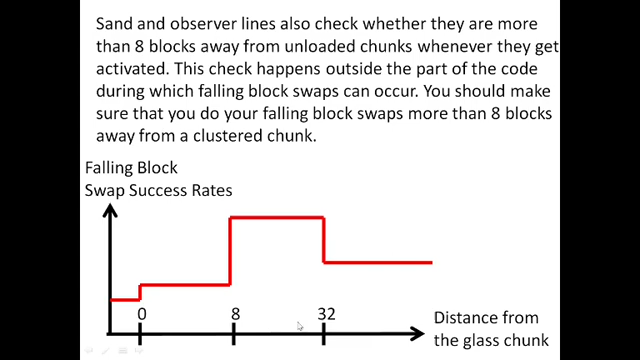 Sand and observer lines also check whether they are more
than 8 blocks away from unloaded chunks whenever they get
activated. This check happens outside the part of the code
during which falling block swaps can occur. You should make
sure that you do your falling block swaps more than 8 blocks
away from a clustered chunk.
Falling Block
Swap Success Rates
0 8 32
Distance from
the glass chunk